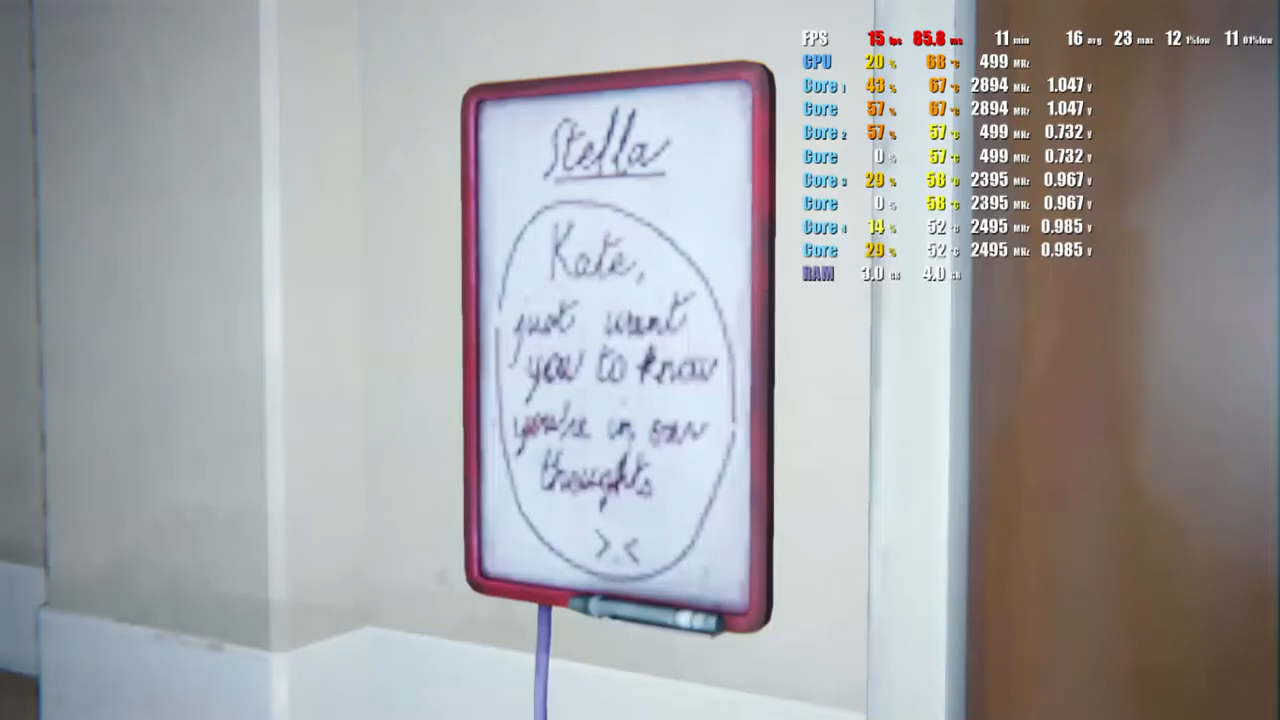 Stella
Kate,
just want
you to know
you're in our
thoughts
>.<
FPS 15 fps 85.8 ms 11 min 16 avg 23 max 12 1%low 11 01%low
CPU 20 % 68 °C 499 MHz
Core 1 43 % 67 °C 2894 MHz 1.047 V
Core 57 % 67 °C 2894 MHz 1.047 V
Core 2 57 % 57 °C 499 MHz 0.732 V
Core 0 % 57 °C 499 MHz 0.732 V
Core 3 29 % 58 °C 2395 MHz 0.967 V
Core 0 % 58 °C 2395 MHz 0.967 V
Core 4 14 % 52 °C 2495 MHz 0.985 V
Core 29 % 52 °C 2495 MHz 0.985 V
RAM 3.0 GB 4.0 GB